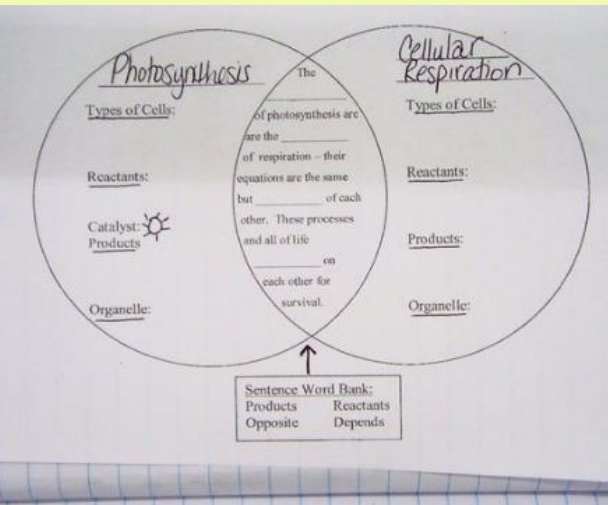 Photosynthesis
Types of Cells:
Reactants:
Catalyst:
Products
Organelle:
The
of photosynthesis are
are the
of respiration – their
equations are the same
but of each
other. These processes
and all of life
on
each other for
survival.
Cellular
Respiration
Types of Cells:
Reactants:
Products:
Organelle:
Sentence Word Bank:
Products Reactants
Opposite Depends